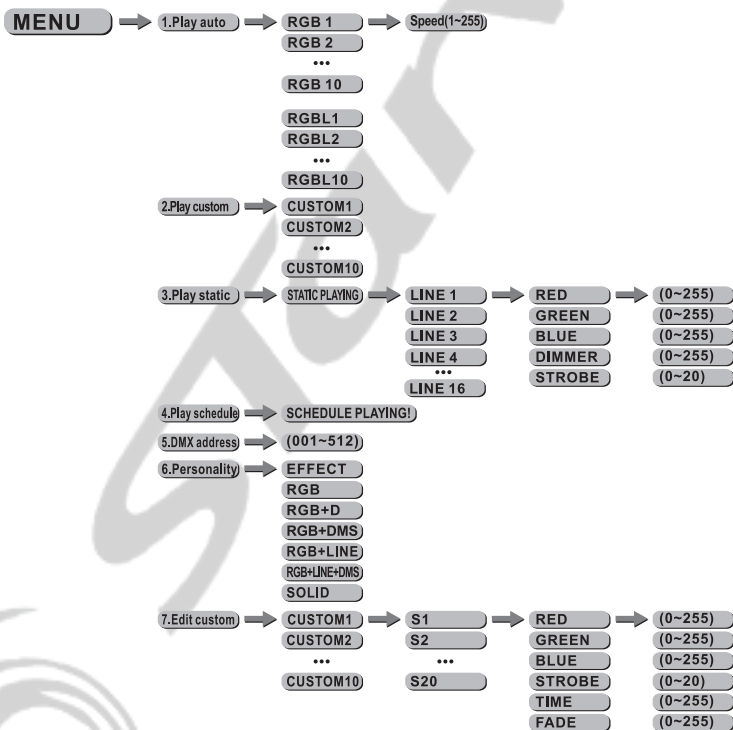 MENU 1.Play auto RGB 1 Speed(1~255)
RGB 2
•••
RGB 10
RGBL1
RGBL2
•••
RGBL10
2.Play custom CUSTOM1
CUSTOM2
•••
CUSTOM10
3.Play static STATIC PLAYING LINE 1 RED (0~255)
LINE 2 GREEN (0~255)
LINE 3 BLUE (0~255)
LINE 4 DIMMER (0~255)
••• STROBE (0~20)
LINE 16
4.Play schedule SCHEDULE PLAYING!
5.DMX address (001~512)
6.Personality EFFECT
RGB
RGB+D
RGB+DMS
RGB+LINE
RGB+LINE+DMS
SOLID
7.Edit custom CUSTOM1 S1 RED (0~255)
CUSTOM2 S2 GREEN (0~255)
••• ••• BLUE (0~255)
CUSTOM10 S20 STROBE (0~20)
TIME (0~255)
FADE (0~255)
Star